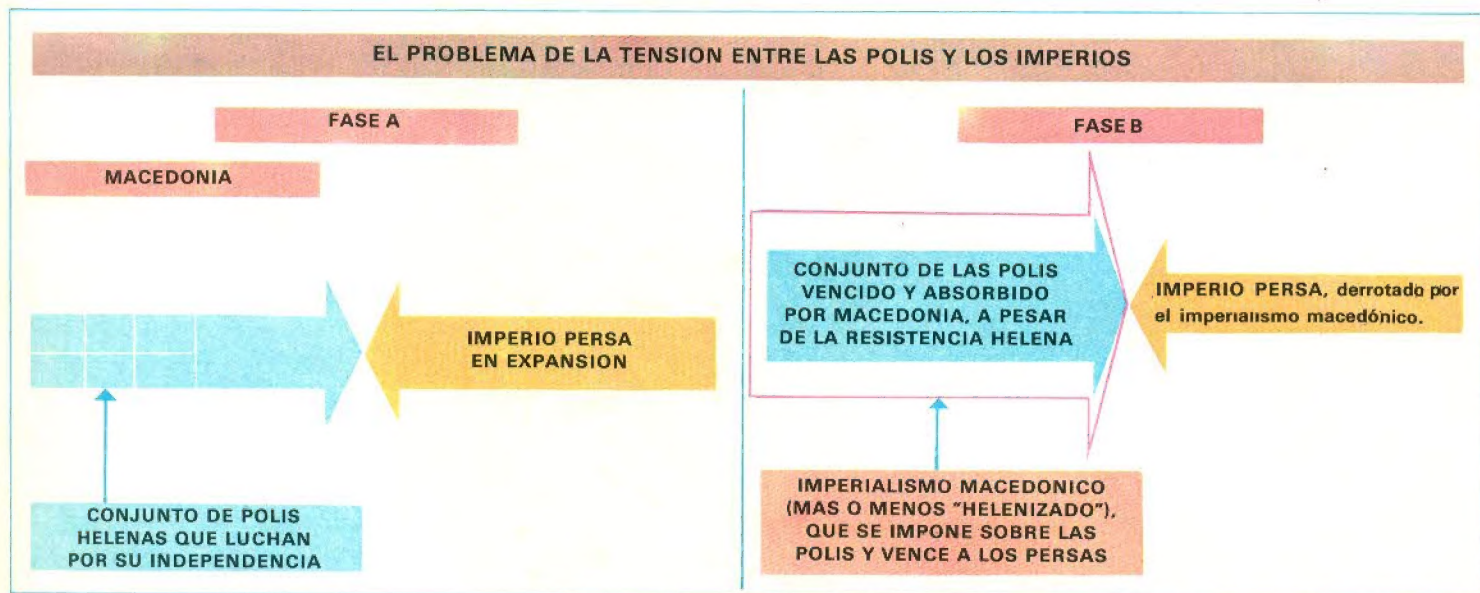 EL PROBLEMA DE LA TENSION ENTRE LAS POLIS Y LOS IMPERIOS
FASE A
MACEDONIA
IMPERIO PERSA
EN EXPANSION
CONJUNTO DE POLIS
HELENAS QUE LUCHAN
POR SU INDEPENDENCIA
FASE B
CONJUNTO DE LAS POLIS
VENCIDO Y ABSORBIDO
POR MACEDONIA, A PESAR
DE LA RESISTENCIA HELENA
IMPERIO PERSA, derrotado por
el imperialismo macedónico.
IMPERIALISMO MACEDONICO
(MAS O MENOS "HELENIZADO"),
QUE SE IMPONE SOBRE LAS
POLIS Y VENCE A LOS PERSAS